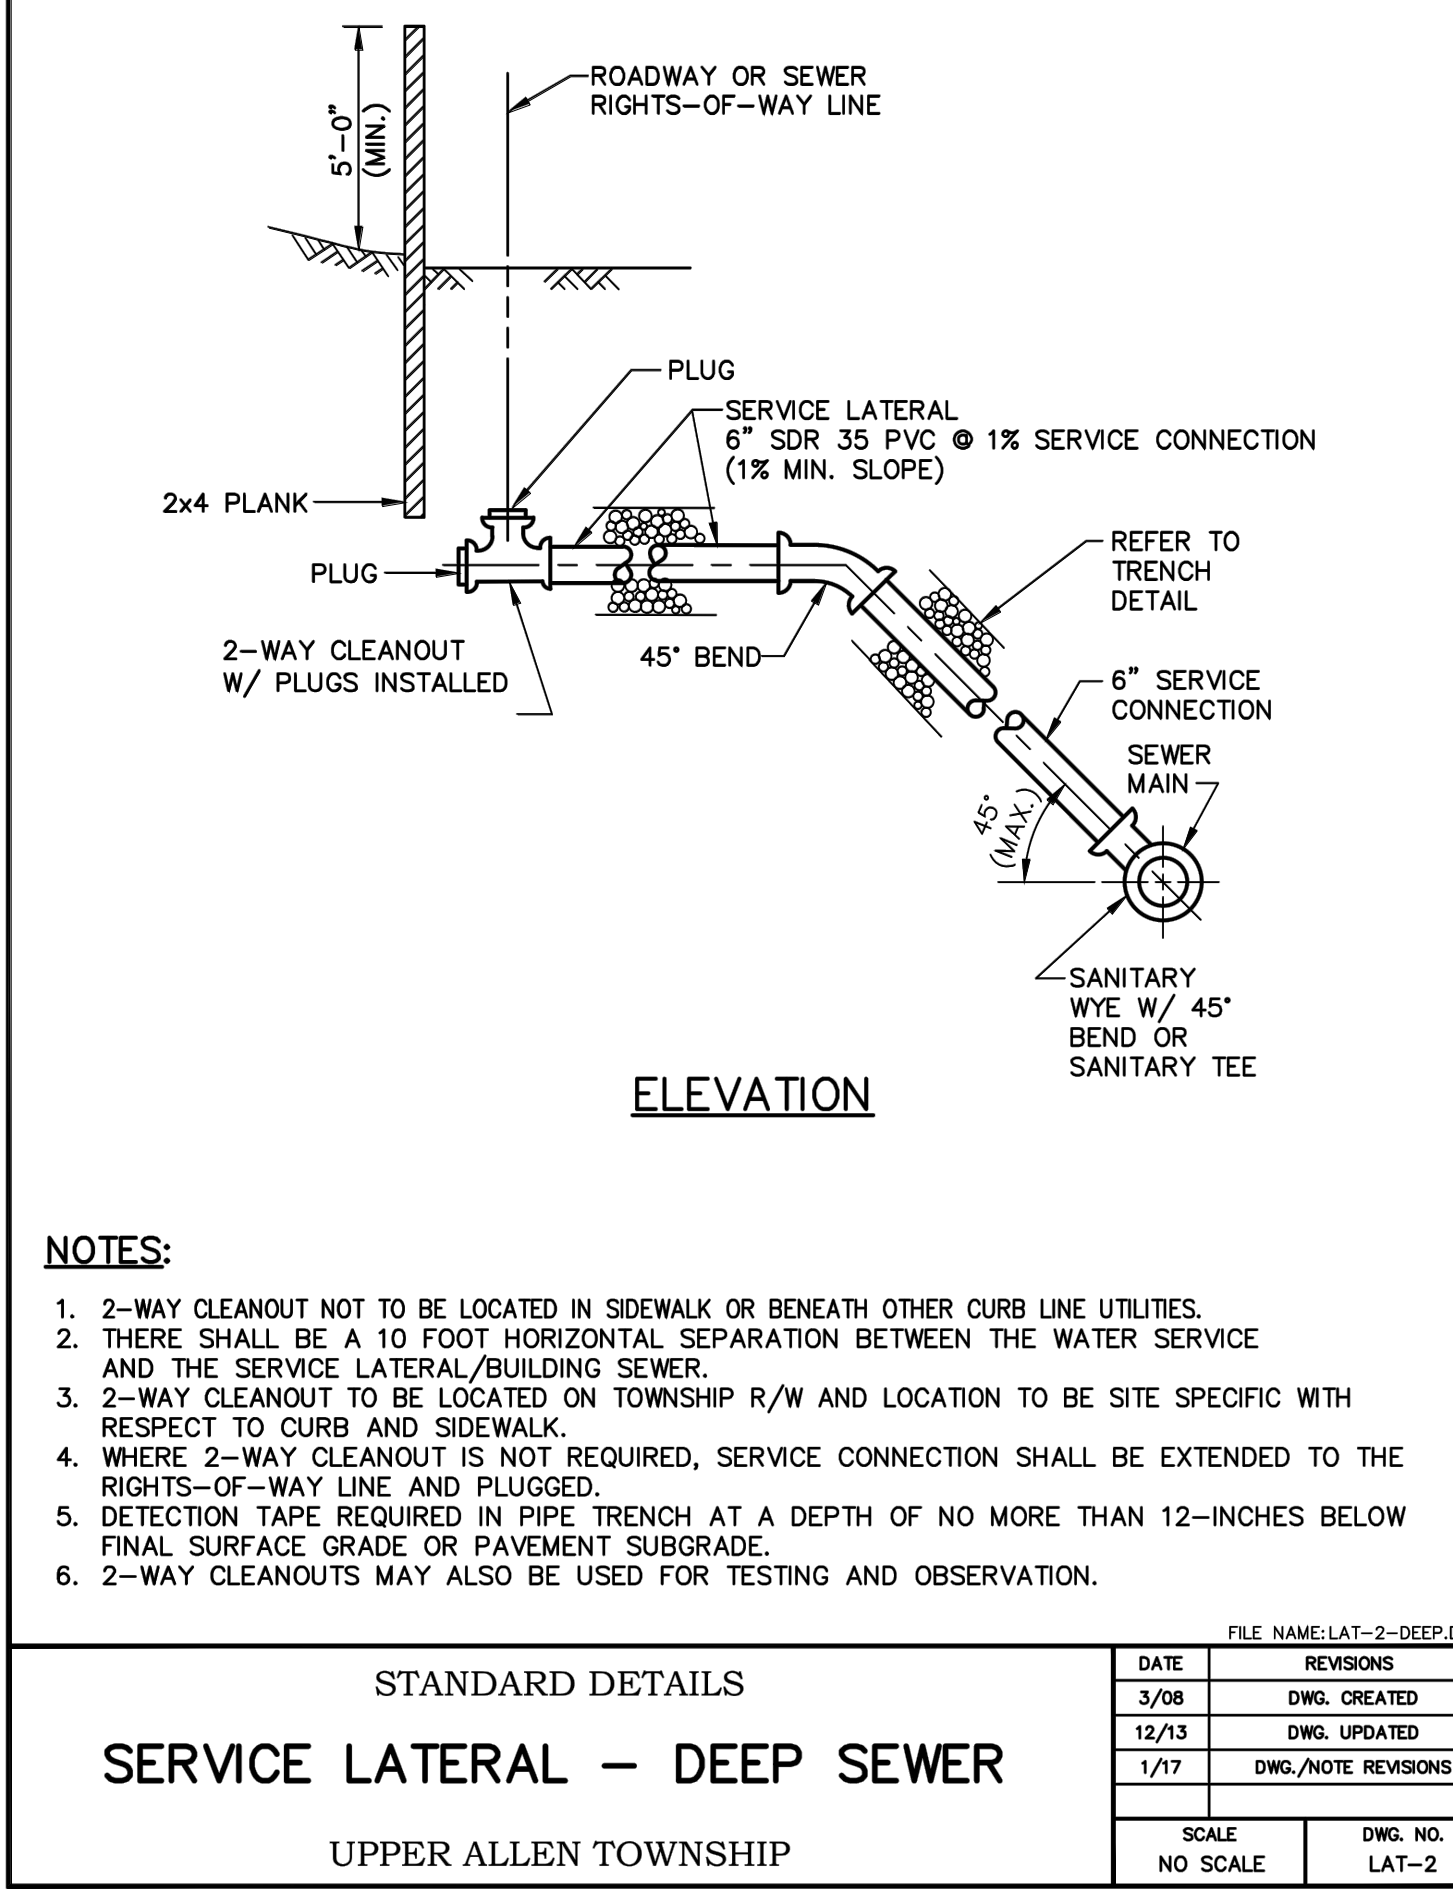 5'-0"
(MIN.)
ROADWAY OR SEWER
RIGHTS-OF-WAY LINE
PLUG
SERVICE LATERAL
6" SDR 35 PVC @ 1% SERVICE CONNECTION
(1% MIN. SLOPE)
2x4 PLANK
REFER TO
TRENCH
DETAIL
PLUG
2-WAY CLEANOUT
W/ PLUGS INSTALLED
45° BEND
6" SERVICE
CONNECTION
SEWER
MAIN
45°
(MAX.)
SANITARY
WYE W/ 45°
BEND OR
SANITARY TEE
ELEVATION
NOTES:
1. 2-WAY CLEANOUT NOT TO BE LOCATED IN SIDEWALK OR BENEATH OTHER CURB LINE UTILITIES.
2. THERE SHALL BE A 10 FOOT HORIZONTAL SEPARATION BETWEEN THE WATER SERVICE
AND THE SERVICE LATERAL/BUILDING SEWER.
3. 2-WAY CLEANOUT TO BE LOCATED ON TOWNSHIP R/W AND LOCATION TO BE SITE SPECIFIC WITH
RESPECT TO CURB AND SIDEWALK.
4. WHERE 2-WAY CLEANOUT IS NOT REQUIRED, SERVICE CONNECTION SHALL BE EXTENDED TO THE
RIGHTS-OF-WAY LINE AND PLUGGED.
5. DETECTION TAPE REQUIRED IN PIPE TRENCH AT A DEPTH OF NO MORE THAN 12-INCHES BELOW
FINAL SURFACE GRADE OR PAVEMENT SUBGRADE.
6. 2-WAY CLEANOUTS MAY ALSO BE USED FOR TESTING AND OBSERVATION.
FILE NAME: LAT-2-DEEP.
STANDARD DETAILS
SERVICE LATERAL - DEEP SEWER
UPPER ALLEN TOWNSHIP
DATE REVISIONS
3/08 DWG. CREATED
12/13 DWG. UPDATED
1/17 DWG./NOTE REVISIONS
SCALE
NO SCALE
DWG. NO.
LAT-2